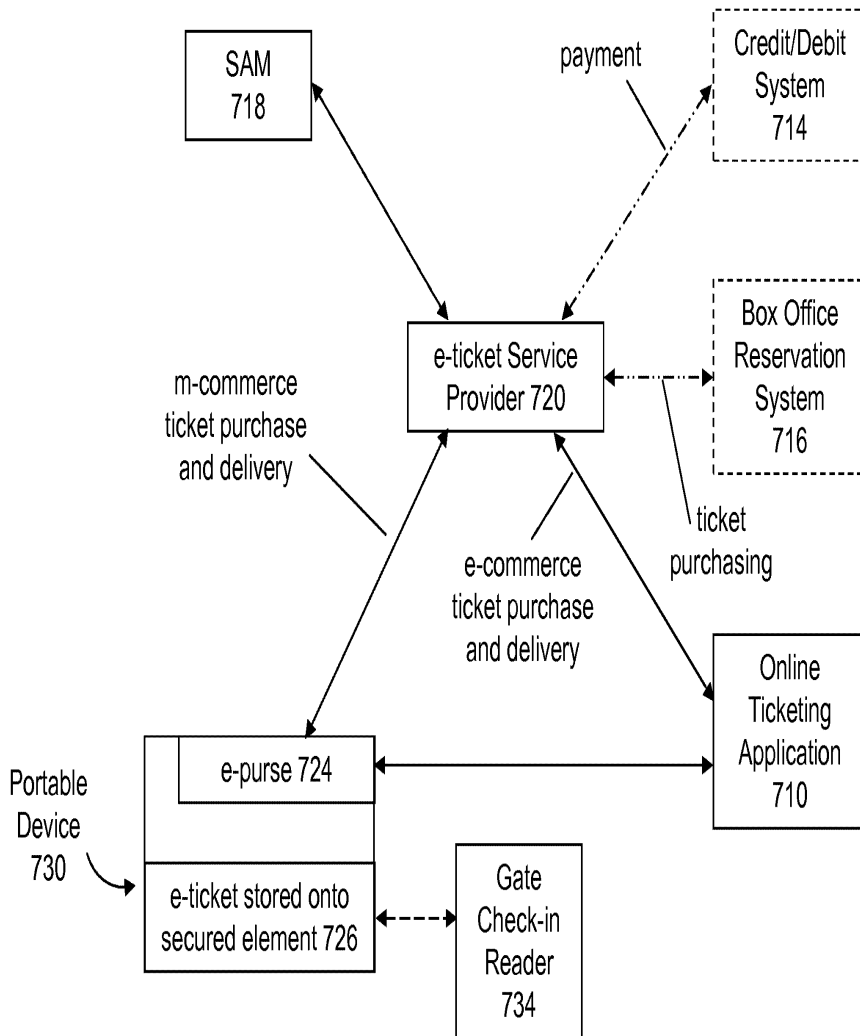 SAM
718
payment
Credit/Debit
System
714
e-ticket Service
Provider 720
Box Office
Reservation
System
716
m-commerce
ticket purchase
and delivery
e-commerce
ticket purchase
and delivery
ticket
purchasing
Online
Ticketing
Application
710
e-purse 724
Portable
Device
730
e-ticket stored onto
secured element 726
Gate
Check-in
Reader
734